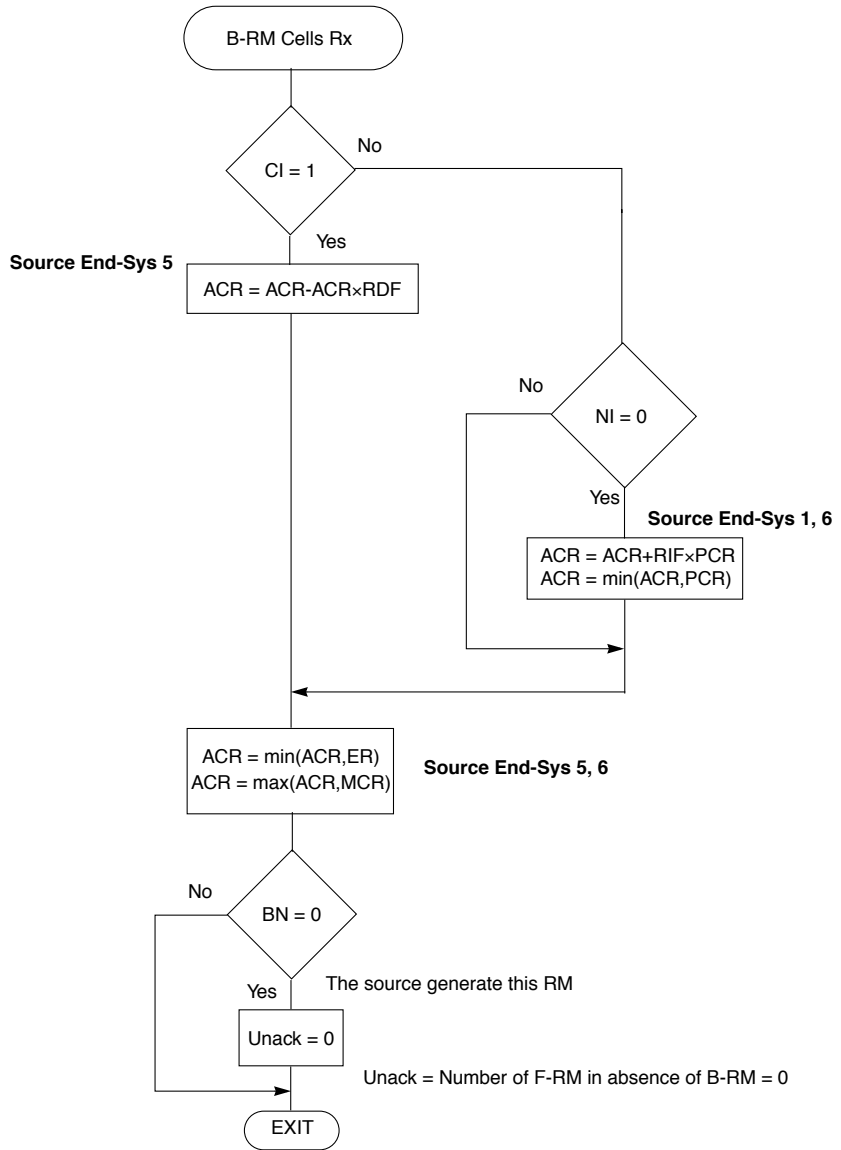 B-RM Cells Rx
CI = 1
No
Yes
Source End-Sys 5
ACR = ACR-ACR×RDF
No
NI = 0
Yes
Source End-Sys 1, 6
ACR = ACR+RIF×PCR
ACR = min(ACR,PCR)
ACR = min(ACR,ER)
ACR = max(ACR,MCR)
Source End-Sys 5, 6
No
BN = 0
The source generate this RM
Yes
Unack = 0
Unack = Number of F-RM in absence of B-RM = 0
EXIT